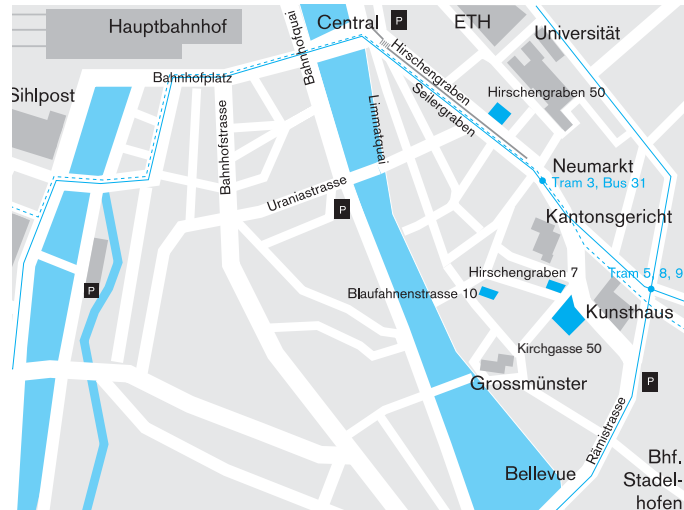 Hauptbahnhof
Bahnhofquai
Central
P
ETH
Universität
Hirschengraben
Seilergraben
Bahnhofplatz
Sihlpost
Hirschengraben 50
Bahnhofstrasse
Limmatquai
Neumarkt
Tram 3, Bus 31
Uraniastrasse
P
Kantonsgericht
Hirschengraben 7
Tram 5, 8, 9
P
Blaufahnenstrasse 10
Kunsthaus
Kirchgasse 50
Grossmünster
P
Rämistrasse
Bellevue
Bhf.
Stadel-
hofen